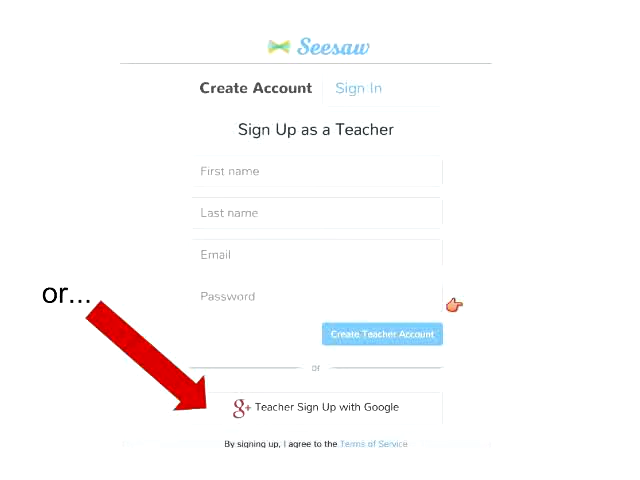 Seesaw
Create Account Sign In
Sign Up as a Teacher
First name
Last name
Email
or...
Password
Create Teacher Account
or
g+ Teacher Sign Up with Google
By signing up, I agree to the Terms of Service